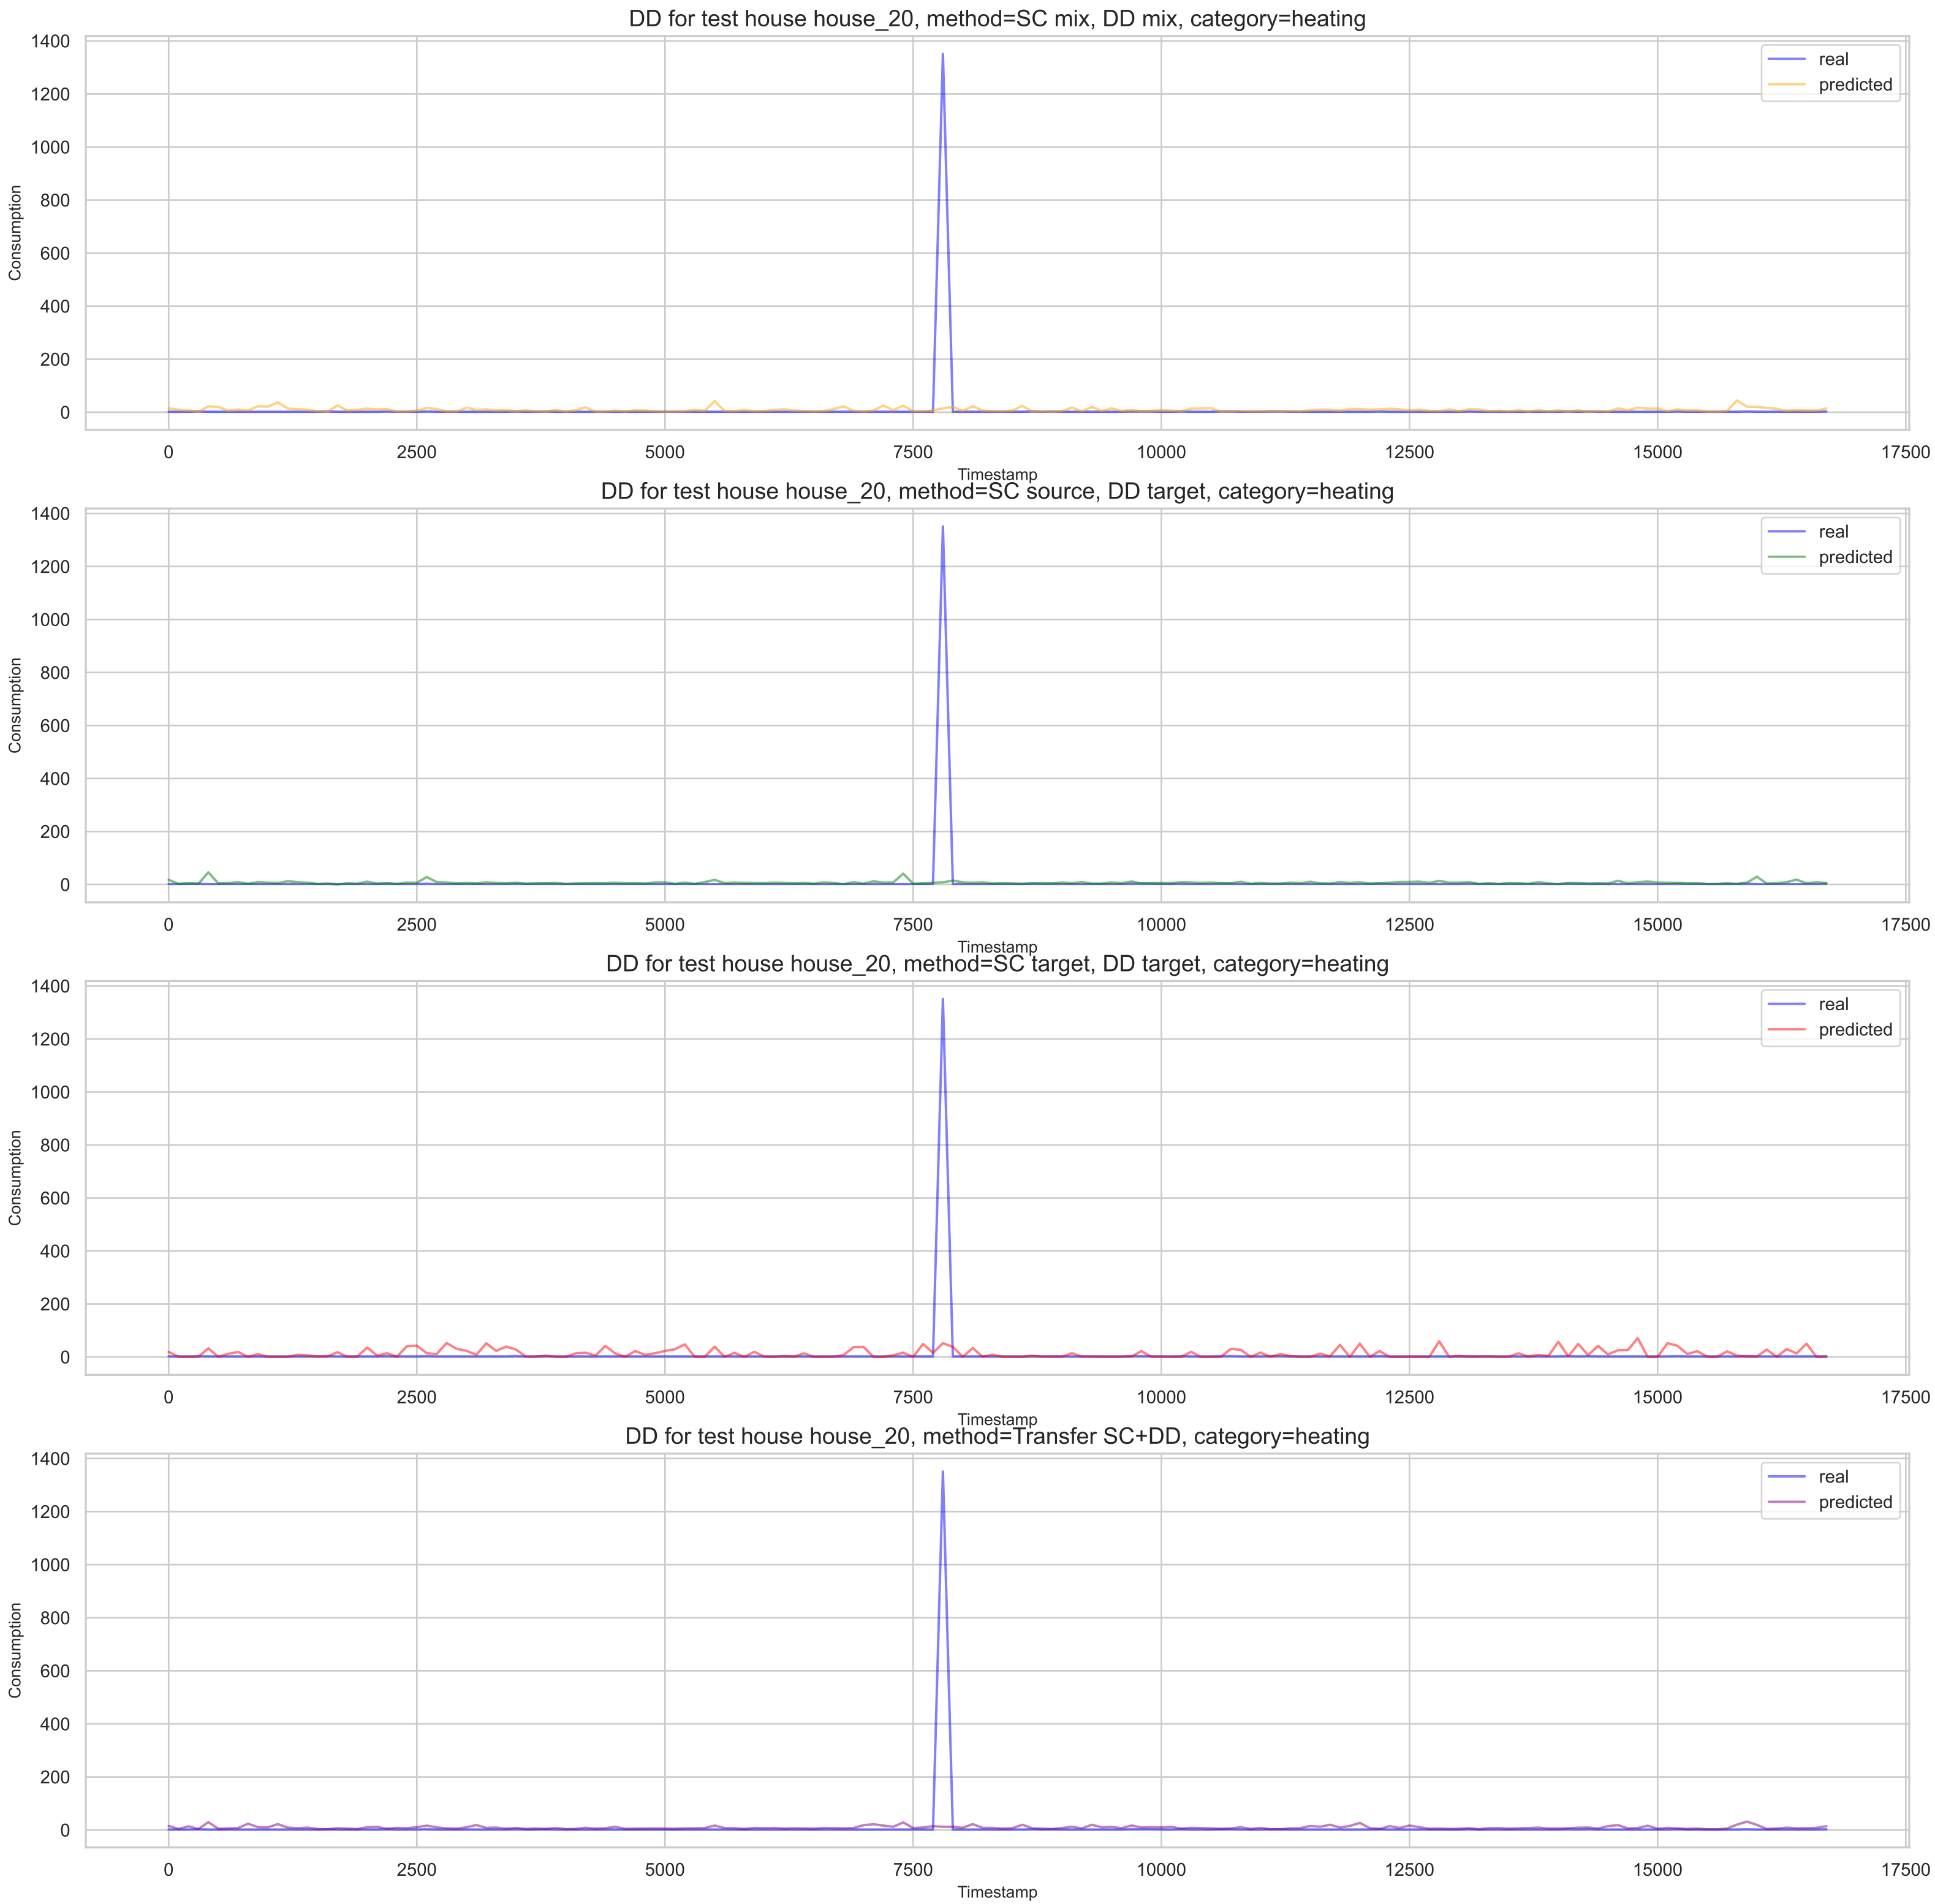 DD for test house house_20, method=SC mix, DD mix, category=heating
1400
1200
1000
800
600
400
200
0
Consumption
real
predicted
0 2500 5000 7500 10000 12500 15000 17500
Timestamp
DD for test house house_20, method=SC source, DD target, category=heating
1400
1200
1000
800
600
400
200
0
Consumption
real
predicted
0 2500 5000 7500 10000 12500 15000 17500
Timestamp
DD for test house house_20, method=SC target, DD target, category=heating
1400
1200
1000
800
600
400
200
0
Consumption
real
predicted
0 2500 5000 7500 10000 12500 15000 17500
Timestamp
DD for test house house_20, method=Transfer SC+DD, category=heating
1400
1200
1000
800
600
400
200
0
Consumption
real
predicted
0 2500 5000 7500 10000 12500 15000 17500
Timestamp